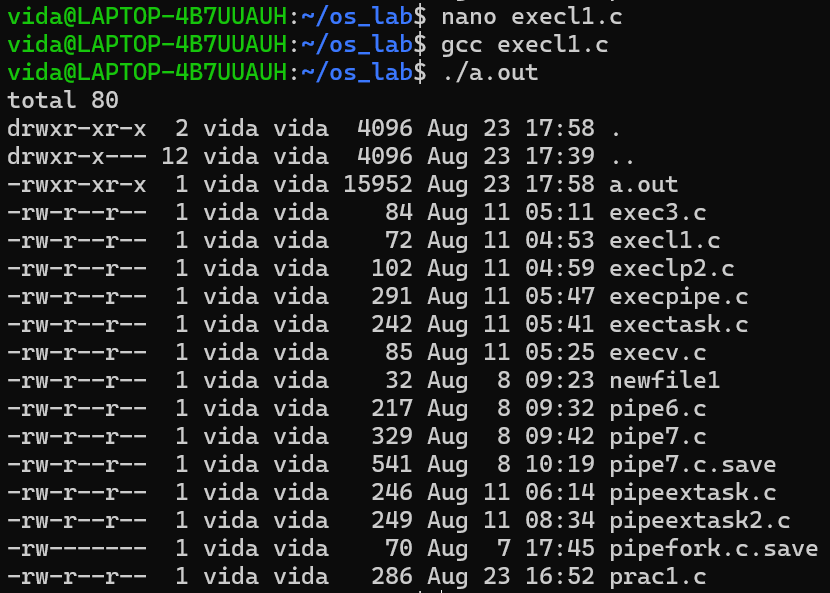 vida@LAPTOP-4B7UUAUH:~/os_lab$ nano execl1.c
vida@LAPTOP-4B7UUAUH:~/os_lab$ gcc execl1.c
vida@LAPTOP-4B7UUAUH:~/os_lab$ ./a.out
total 80
drwxr-xr-x  2 vida vida  4096 Aug 23 17:58 .
drwxr-x--- 12 vida vida  4096 Aug 23 17:39 ..
-rwxr-xr-x  1 vida vida 15952 Aug 23 17:58 a.out
-rw-r--r--  1 vida vida    84 Aug 11 05:11 exec3.c
-rw-r--r--  1 vida vida    72 Aug 11 04:53 execl1.c
-rw-r--r--  1 vida vida   102 Aug 11 04:59 execlp2.c
-rw-r--r--  1 vida vida   291 Aug 11 05:47 execpipe.c
-rw-r--r--  1 vida vida   242 Aug 11 05:41 exectask.c
-rw-r--r--  1 vida vida    85 Aug 11 05:25 execv.c
-rw-r--r--  1 vida vida    32 Aug  8 09:23 newfile1
-rw-r--r--  1 vida vida   217 Aug  8 09:32 pipe6.c
-rw-r--r--  1 vida vida   329 Aug  8 09:42 pipe7.c
-rw-r--r--  1 vida vida   541 Aug  8 10:19 pipe7.c.save
-rw-r--r--  1 vida vida   246 Aug 11 06:14 pipeextask.c
-rw-r--r--  1 vida vida   249 Aug 11 08:34 pipeextask2.c
-rw-------  1 vida vida    70 Aug  7 17:45 pipefork.c.save
-rw-r--r--  1 vida vida   286 Aug 23 16:52 prac1.c